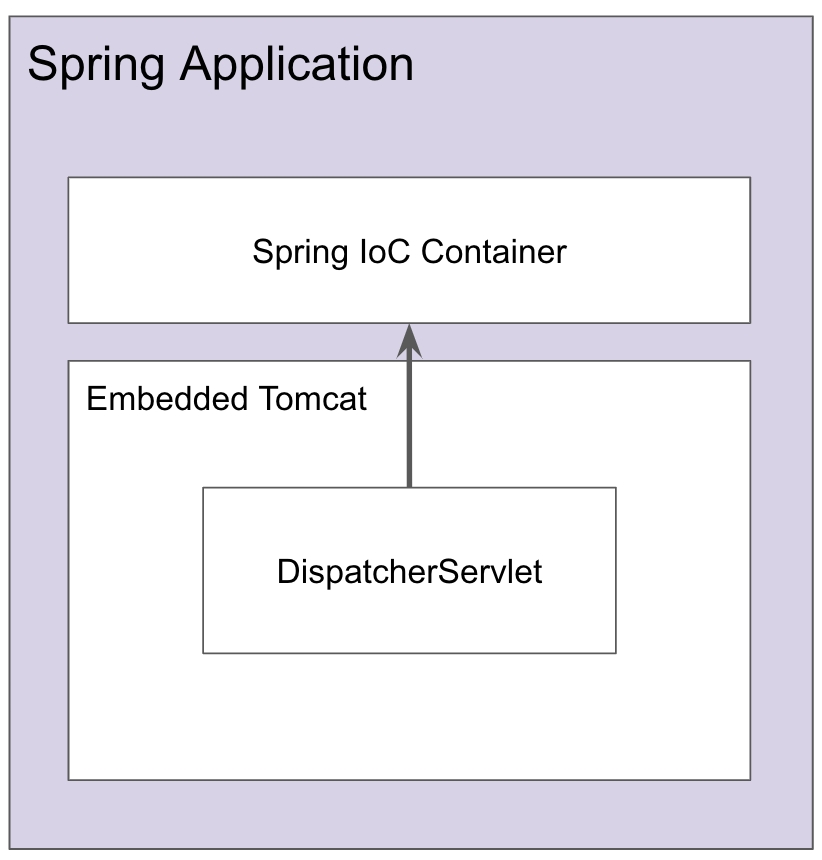 Spring Application
Spring IoC Container
Embedded Tomcat
DispatcherServlet